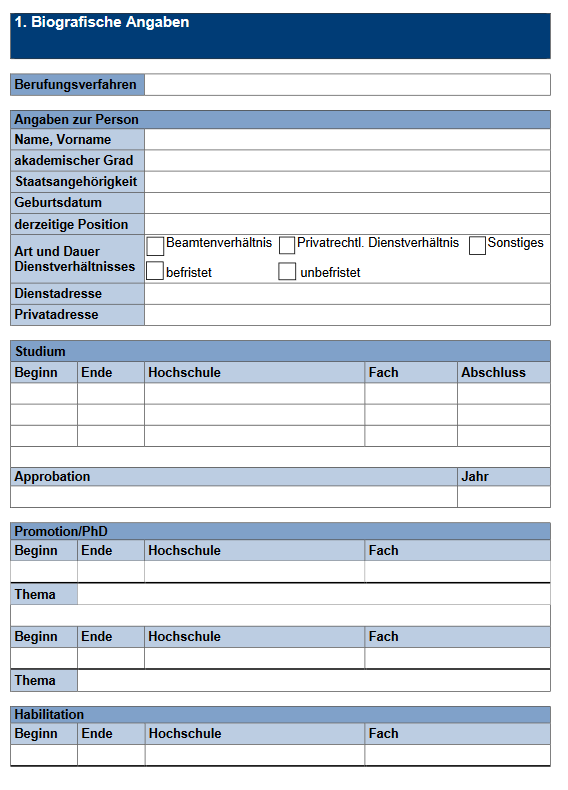 1. Biografische Angaben
Berufungsverfahren
Angaben zur Person
Name, Vorname
akademischer Grad
Staatsangehörigkeit
Geburtsdatum
derzeitige Position
Art und Dauer
Dienstverhältnisses
Beamtenverhältnis Privatrechtl. Dienstverhältnis Sonstiges
befristet unbefristet
Dienstadresse
Privatadresse
Studium
Beginn Ende Hochschule Fach Abschluss
Approbation Jahr
Promotion/PhD
Beginn Ende Hochschule Fach
Thema
Beginn Ende Hochschule Fach
Thema
Habilitation
Beginn Ende Hochschule Fach